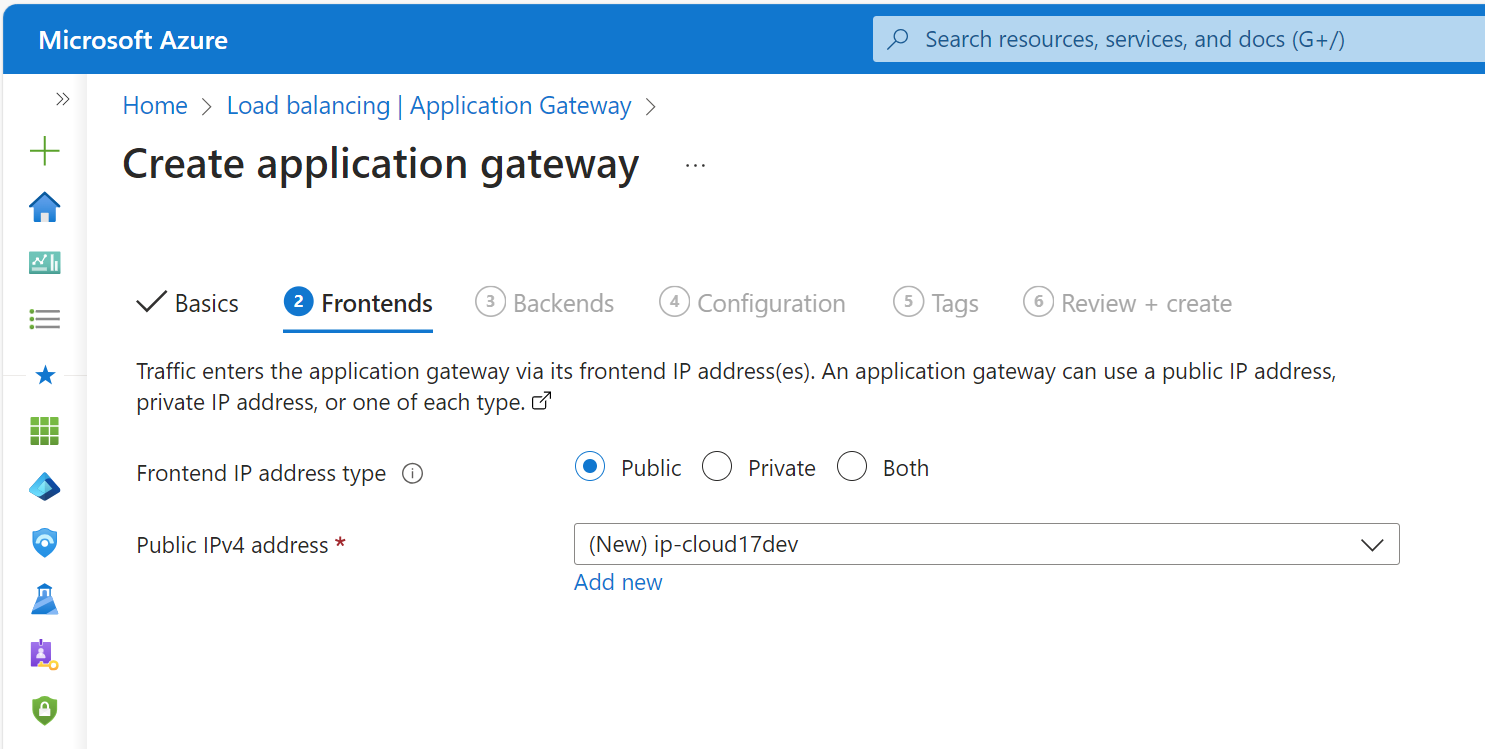 Microsoft Azure
Search resources, services, and docs (G+/)
Home > Load balancing | Application Gateway >
Create application gateway ...
Basics 2 Frontends 3 Backends 4 Configuration 5 Tags 6 Review + create
Traffic enters the application gateway via its frontend IP address(es). An application gateway can use a public IP address,
private IP address, or one of each type.
Frontend IP address type Public Private Both
Public IPv4 address * (New) ip-cloud17dev
Add new